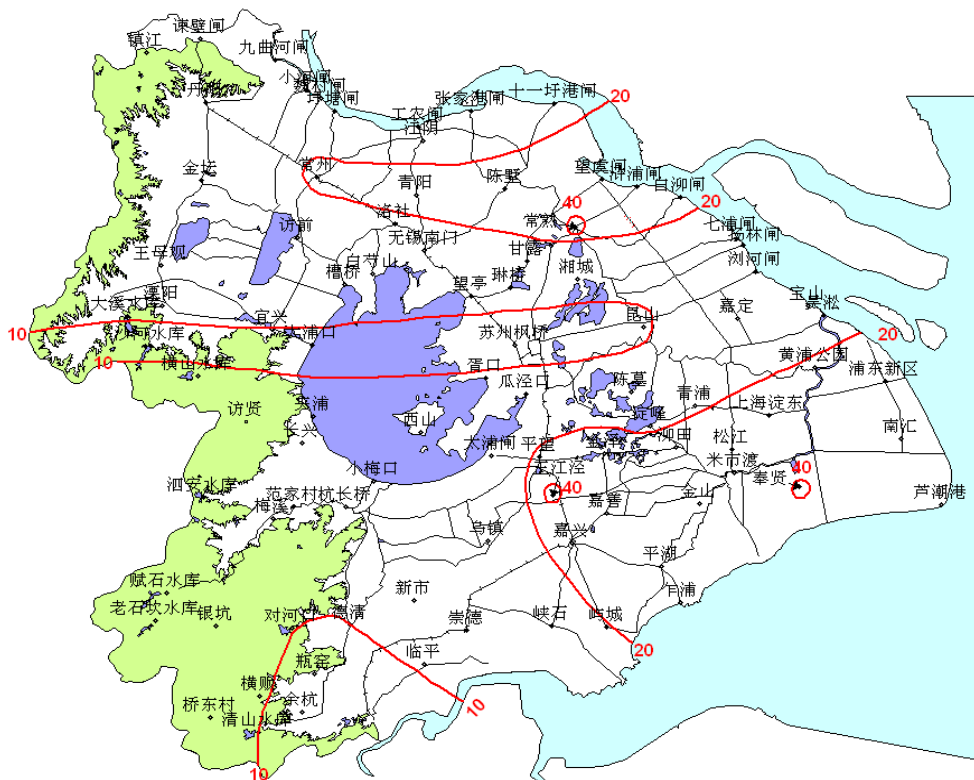 谏壁闸
镇江
九曲河闸
小河闸
魏村闸
丹阳
圩塘闸
张家港闸
十一圩港闸
20
工农闸
江阴
常州
金坛
青阳
陈墅
望虞闸
浒浦闸
白茆闸
40
20
常熟
七浦闸
洛社
访前
无锡南门
甘露
杨林闸
王母观
白芍山
槽桥
望亭
琳桥
湘城
浏河闸
溧阳
大溪水库
宜兴
宝山
吴淞
嘉定
10
沙河水库
大浦口
苏州枫桥
昆山
20
10
横山水库
胥口
黄浦公园
瓜泾口
陈墓
浦东新区
访贤
夹浦
西山
青浦
上海淀东
长兴
淀峰
南汇
大浦闸
平望
金泽
泖甸
松江
小梅口
王江泾
米市渡
40
泗安水库
范家村
杭长桥
40
嘉善
金山
奉贤
芦潮港
梅溪
乌镇
嘉兴
平湖
赋石水库
新市
乍浦
老石坎水库
银坑
对河口
德清
崇德
峡石
屿城
20
瓶窑
临平
横畈
余杭
10
桥东村
清山水库
10